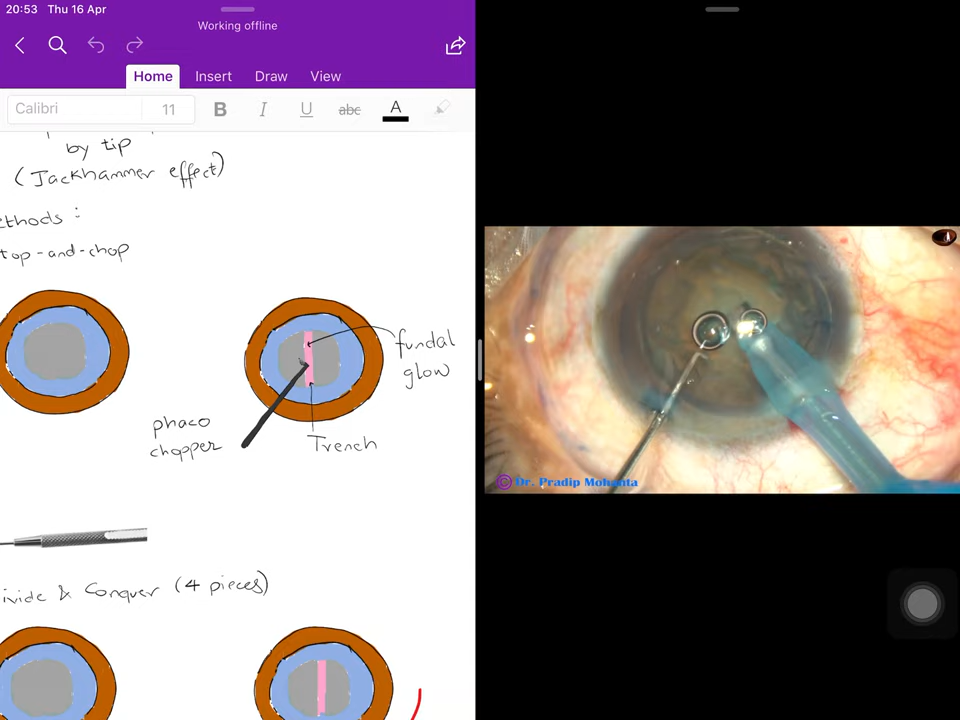 20:53 Thu 16 Apr
Working offline
Home Insert Draw View
Calibri 11 B I U abc A
by tip
(Jackhammer effect)
ethods :
top-and-chop
fundal
glow
phaco
chopper
Trench
ivide & Conquer (4 pieces)
© Dr. Pradip Mohanta